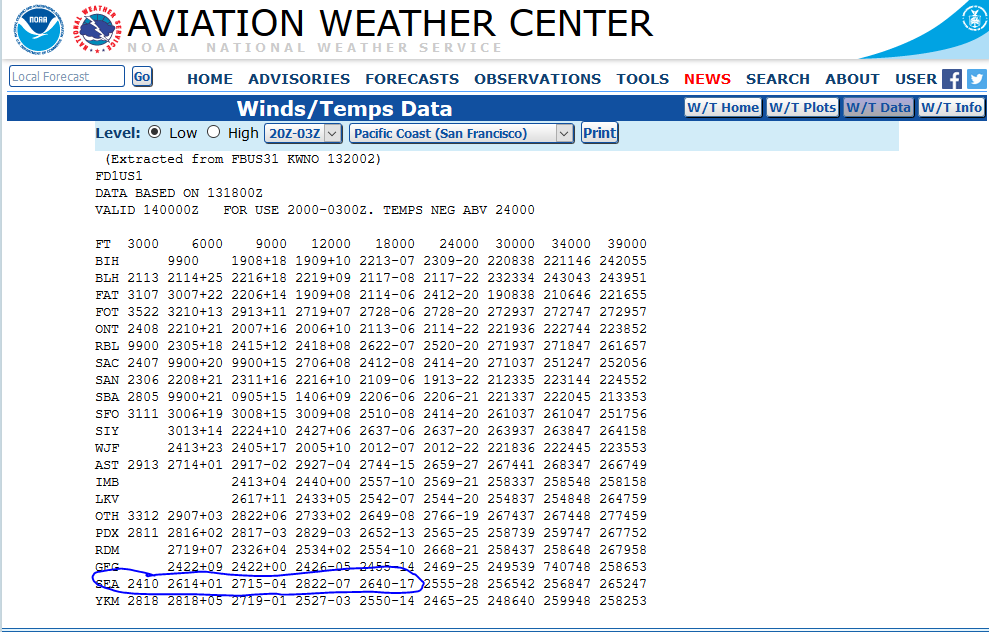 NOAA
AVIATION WEATHER CENTER
NOAA NATIONAL WEATHER SERVICE
Local Forecast Go HOME ADVISORIES FORECASTS OBSERVATIONS TOOLS NEWS SEARCH ABOUT USER
Winds/Temps Data W/T Home W/T Plots W/T Data W/T Info
Level: Low High 20Z-03Z Pacific Coast (San Francisco) Print
(Extracted from FBUS31 KWNO 132002)
FD1US1
DATA BASED ON 131800Z
VALID 140000Z FOR USE 2000-0300Z. TEMPS NEG ABV 24000
FT 3000 6000 9000 12000 18000 24000 30000 34000 39000
BIH 9900 1908+18 1909+10 2213-07 2309-20 220838 221146 242055
BLH 2113 2114+25 2216+18 2219+09 2117-08 2117-22 232334 243043 243951
FAT 3107 3007+22 2206+14 1909+08 2114-06 2412-20 190838 210646 221655
FOT 3522 3210+13 2913+11 2719+07 2728-06 2728-20 272937 272747 272957
ONT 2408 2210+21 2007+16 2006+10 2113-06 2114-22 221936 222744 223852
RBL 9900 2305+18 2415+12 2418+08 2622-07 2520-20 271937 271847 261657
SAC 2407 9900+20 9900+15 2706+08 2412-08 2414-20 271037 251247 252056
SAN 2306 2208+21 2311+16 2216+10 2109-06 1913-22 212335 223144 224552
SBA 2805 9900+21 0905+15 1406+09 2206-06 2206-21 221337 222045 213353
SFO 3111 3006+19 3008+15 3009+08 2510-08 2414-20 261037 261047 251756
SIY 3013+14 2224+10 2427+06 2637-06 2637-20 263937 263847 264158
WJF 2413+23 2405+17 2005+10 2012-07 2012-22 221836 222445 223553
AST 2913 2714+01 2917-02 2927-04 2744-15 2659-27 267441 268347 266749
IMB 2413+04 2440+00 2557-10 2569-21 258337 258548 258158
LKV 2617+11 2433+05 2542-07 2544-20 254837 254848 264759
OTH 3312 2907+03 2822+06 2733+02 2649-08 2766-19 267437 267448 277459
PDX 2811 2816+02 2817-03 2829-03 2652-13 2565-25 258739 259747 267752
RDM 2719+07 2326+04 2534+02 2554-10 2668-21 258437 258648 267958
GEG 2422+09 2422+00 2426-05 2455-14 2469-25 249539 740748 258653
SEA 2410 2614+01 2715-04 2822-07 2640-17 2555-28 256542 256847 265247
YKM 2818 2818+05 2719-01 2527-03 2550-14 2465-25 248640 259948 258253